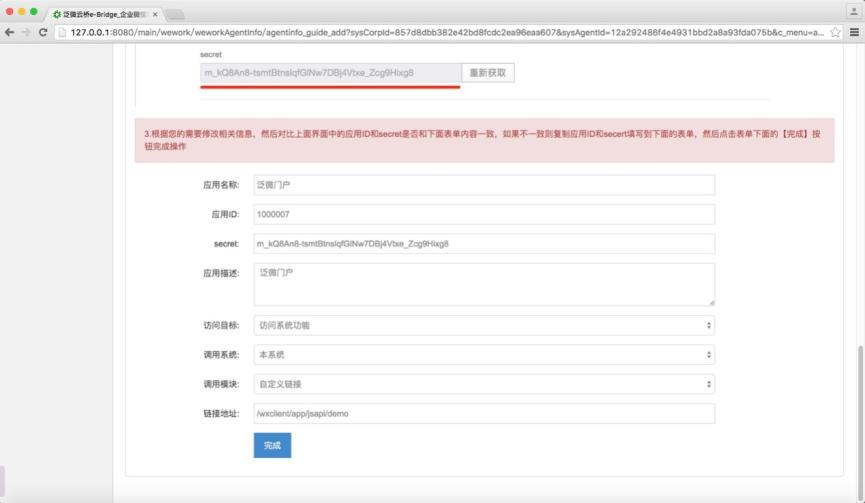 泛微云桥e-Bridge_企业微信
127.0.0.1:8080/main/wework/weworkAgentInfo/agentinfo_guide_add?sysCorpId=857d8dbb382e42bd8fcdc2ea96eaa607&sysAgentId=12a292486f4e4931bbd2a8a93fda075b&c_menu=a...
secret
m_kQ8An8-tsmtBtnsIqfGlNw7DBj4Vtxe_Zcg9Hixg8 重新获取
3.根据您的需要修改相关信息，然后对比上面界面中的应用ID和secret是否和下面表单内容一致，如果不一致则复制应用ID和secert填写到下面的表单，然后点击表单下面的【完成】按
钮完成操作
应用名称: 泛微门户
应用ID: 1000007
secret: m_kQ8An8-tsmtBtnsIqfGlNw7DBj4Vtxe_Zcg9Hixg8
应用描述: 泛微门户
访问目标: 访问系统功能
调用系统: 本系统
调用模块: 自定义链接
链接地址: /wxclient/app/jsapi/demo
完成